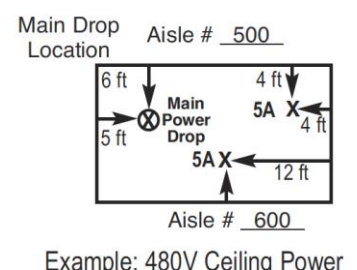 Main Drop
Location
Aisle # 500
6 ft
4 ft
Main
Power
Drop
X
5A X
4 ft
5 ft
5A X
12 ft
Aisle # 600
Example: 480V Ceiling Power